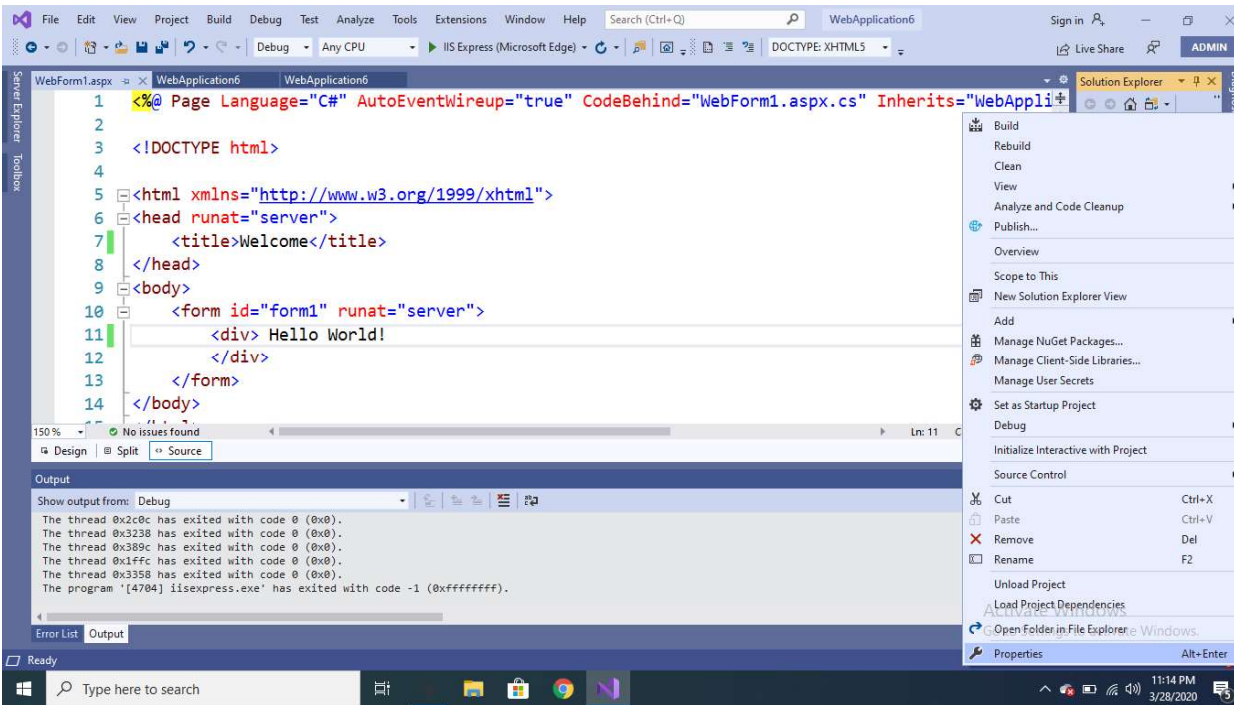 File Edit View Project Build Debug Test Analyze Tools Extensions Window Help Search (Ctrl+Q) WebApplication6 Sign in
Debug Any CPU IIS Express (Microsoft Edge) DOCTYPE: XHTML5 Live Share ADMIN
Server Explorer
Toolbox
WebForm1.aspx WebApplication6 WebApplication6
Solution Explorer
1 <%@ Page Language="C#" AutoEventWireup="true" CodeBehind="WebForm1.aspx.cs" Inherits="WebAppli
2
3 <!DOCTYPE html>
4
5 <html xmlns="http://www.w3.org/1999/xhtml">
6 <head runat="server">
7 <title>Welcome</title>
8 </head>
9 <body>
10 <form id="form1" runat="server">
11 <div> Hello World!
12 </div>
13 </form>
14 </body>
150 % No issues found Ln: 11
Design Split Source
Output
Show output from: Debug
The thread 0x2c0c has exited with code 0 (0x0).
The thread 0x3238 has exited with code 0 (0x0).
The thread 0x389c has exited with code 0 (0x0).
The thread 0x1ffc has exited with code 0 (0x0).
The thread 0x3358 has exited with code 0 (0x0).
The program '[4704] iisexpress.exe' has exited with code -1 (0xffffffff).
Error List Output
Ready
Build
Rebuild
Clean
View
Analyze and Code Cleanup
Publish...
Overview
Scope to This
New Solution Explorer View
Add
Manage NuGet Packages...
Manage Client-Side Libraries...
Manage User Secrets
Set as Startup Project
Debug
Initialize Interactive with Project
Source Control
Cut Ctrl+X
Paste Ctrl+V
Remove Del
Rename F2
Unload Project
Load Project Dependencies
Activate Windows
Open Folder in File Explorer
Properties Alt+Enter
Type here to search
11:14 PM
3/28/2020
5